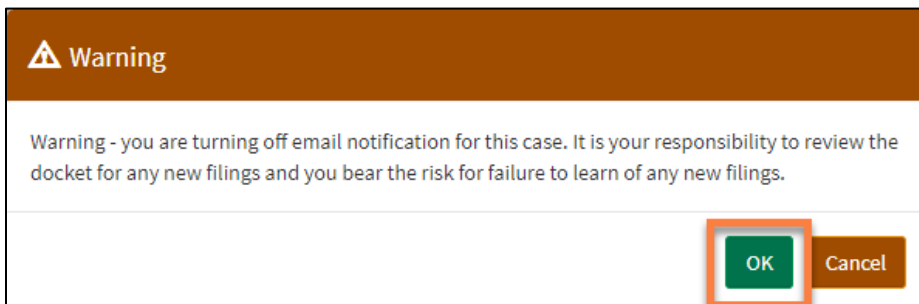 Warning
Warning - you are turning off email notification for this case. It is your responsibility to review the
docket for any new filings and you bear the risk for failure to learn of any new filings.
OK Cancel